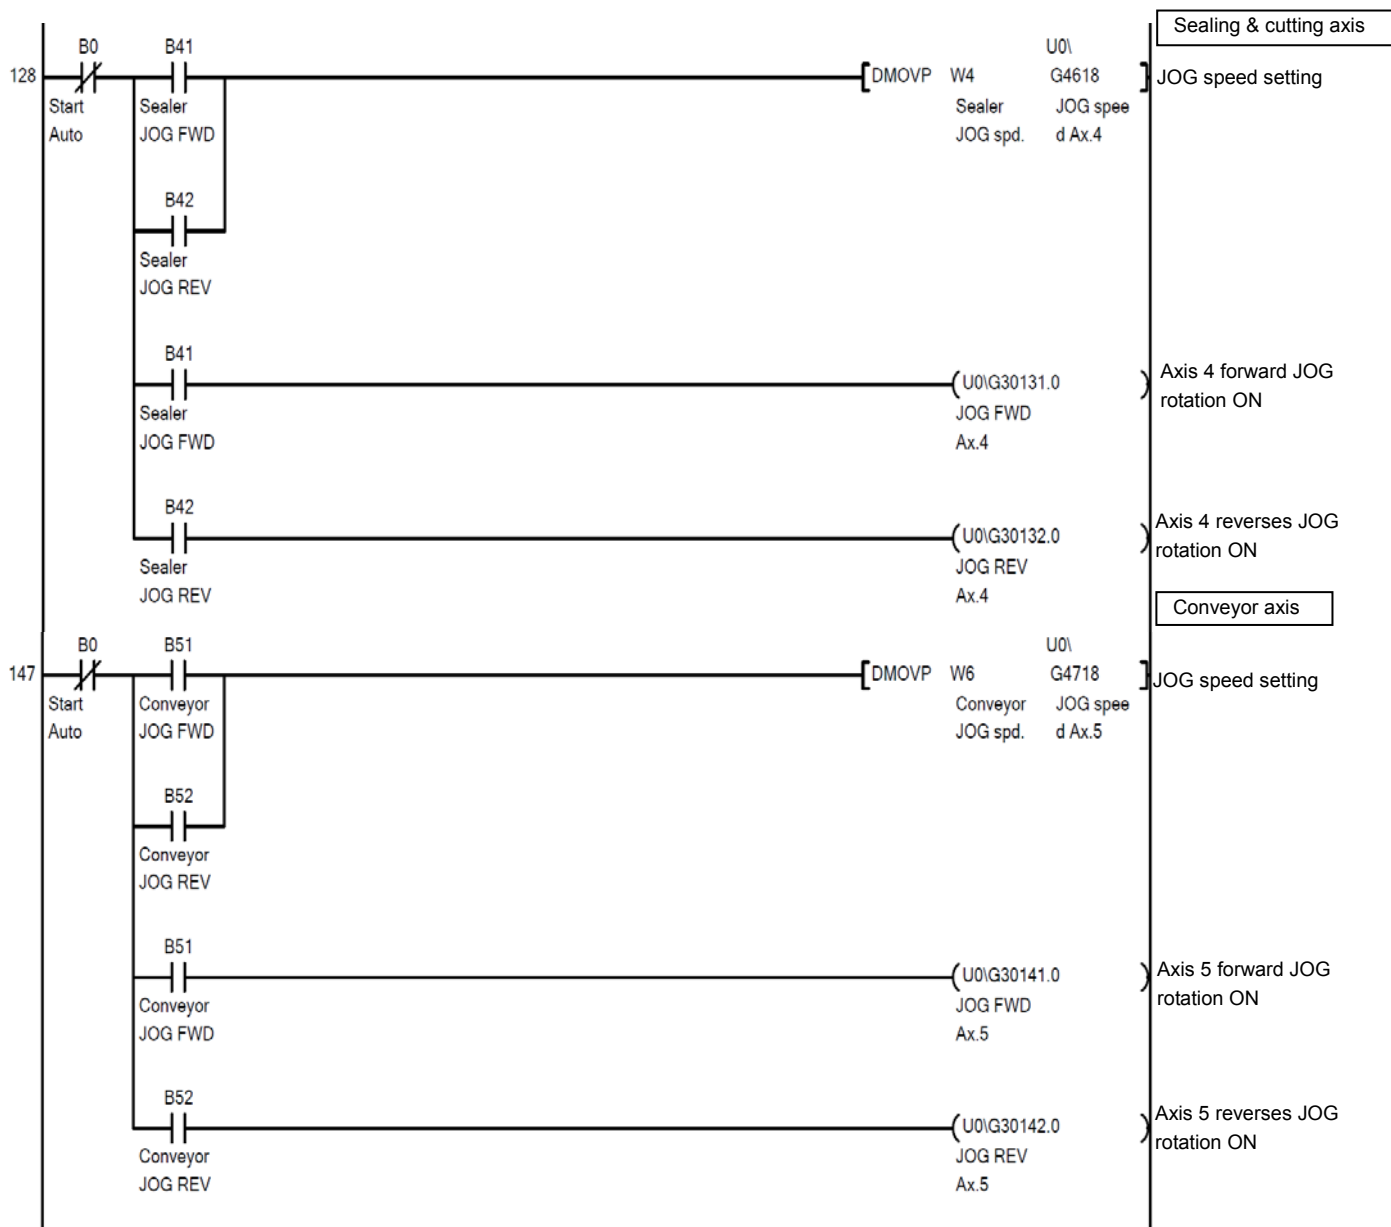 Sealing & cutting axis
B0 B41 U0\
128 DMOVP W4 G4618 JOG speed setting
Start Sealer Sealer JOG spee
Auto JOG FWD JOG spd. d Ax.4
B42
Sealer
JOG REV
B41
U0\G30131.0 Axis 4 forward JOG
Sealer JOG FWD rotation ON
JOG FWD Ax.4
B42
U0\G30132.0 Axis 4 reverses JOG
Sealer JOG REV rotation ON
JOG REV Ax.4
Conveyor axis
B0 B51 U0\
147 DMOVP W6 G4718 JOG speed setting
Start Conveyor Conveyor JOG spee
Auto JOG FWD JOG spd. d Ax.5
B52
Conveyor
JOG REV
B51
U0\G30141.0 Axis 5 forward JOG
Conveyor JOG FWD rotation ON
JOG FWD Ax.5
B52
U0\G30142.0 Axis 5 reverses JOG
Conveyor JOG REV rotation ON
JOG REV Ax.5